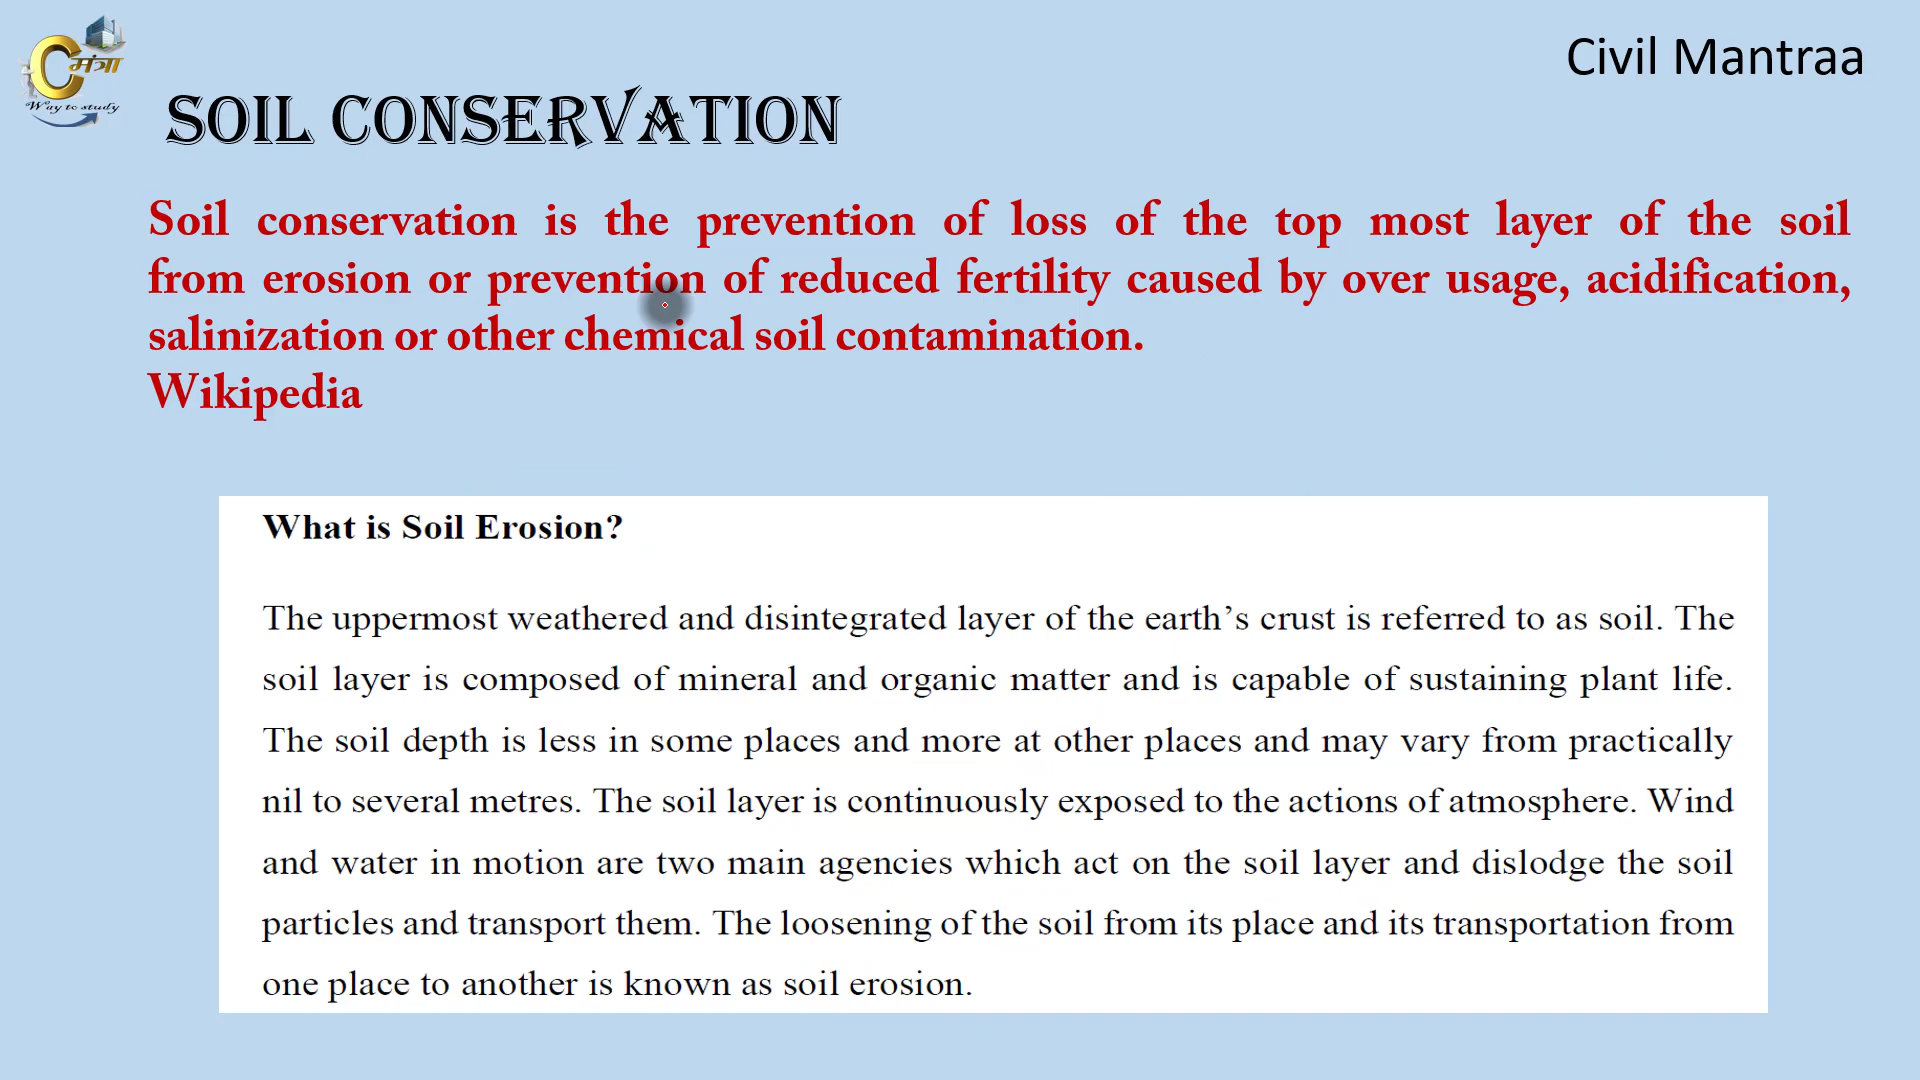 C मंत्रा
Way to study
Civil Mantraa
SOIL CONSERVATION
Soil conservation is the prevention of loss of the top most layer of the soil
from erosion or prevention of reduced fertility caused by over usage, acidification,
salinization or other chemical soil contamination.
Wikipedia
What is Soil Erosion?
The uppermost weathered and disintegrated layer of the earth’s crust is referred to as soil. The
soil layer is composed of mineral and organic matter and is capable of sustaining plant life.
The soil depth is less in some places and more at other places and may vary from practically
nil to several metres. The soil layer is continuously exposed to the actions of atmosphere. Wind
and water in motion are two main agencies which act on the soil layer and dislodge the soil
particles and transport them. The loosening of the soil from its place and its transportation from
one place to another is known as soil erosion.